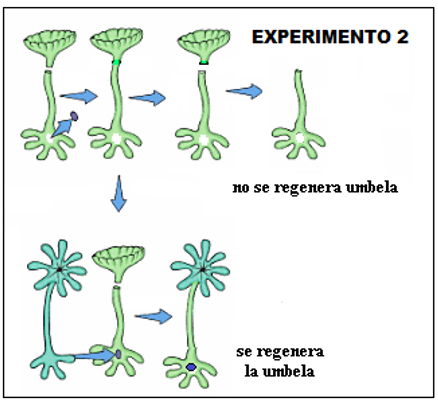 EXPERIMENTO 2
no se regenera umbela
se regenera
la umbela